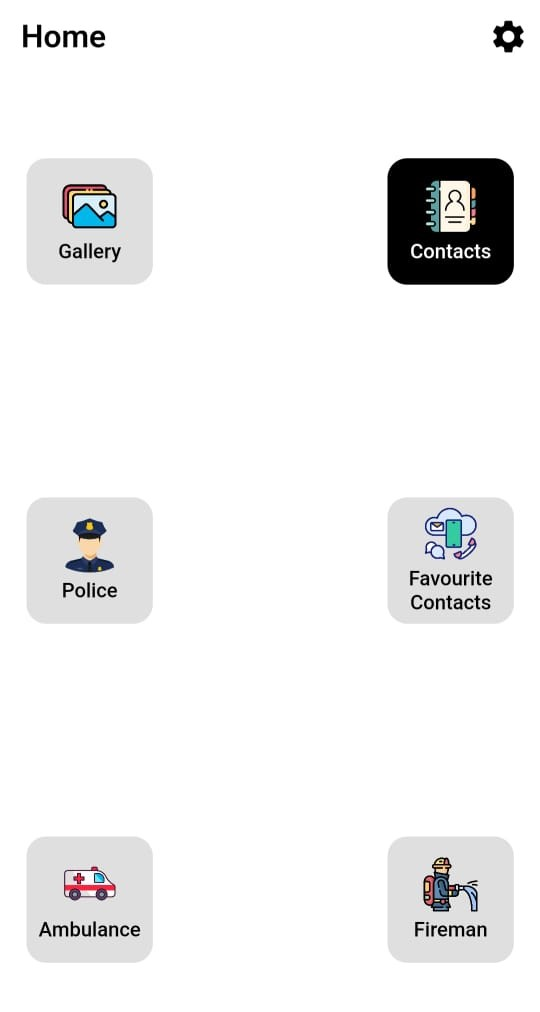 Home
Gallery
Contacts
Police
Favourite
Contacts
Ambulance
Fireman